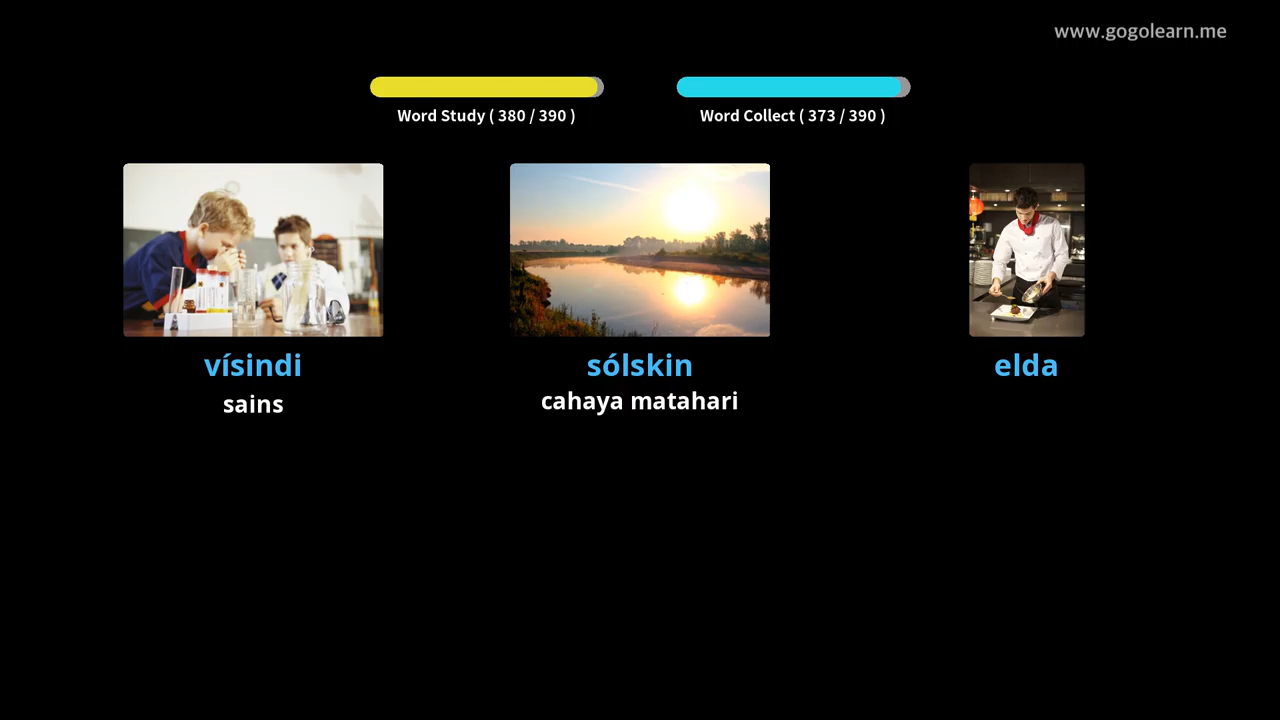 www.gogolearn.me
Word Study ( 380 / 390 )
Word Collect ( 373 / 390 )
vísindi
sains
sólskin
cahaya matahari
elda